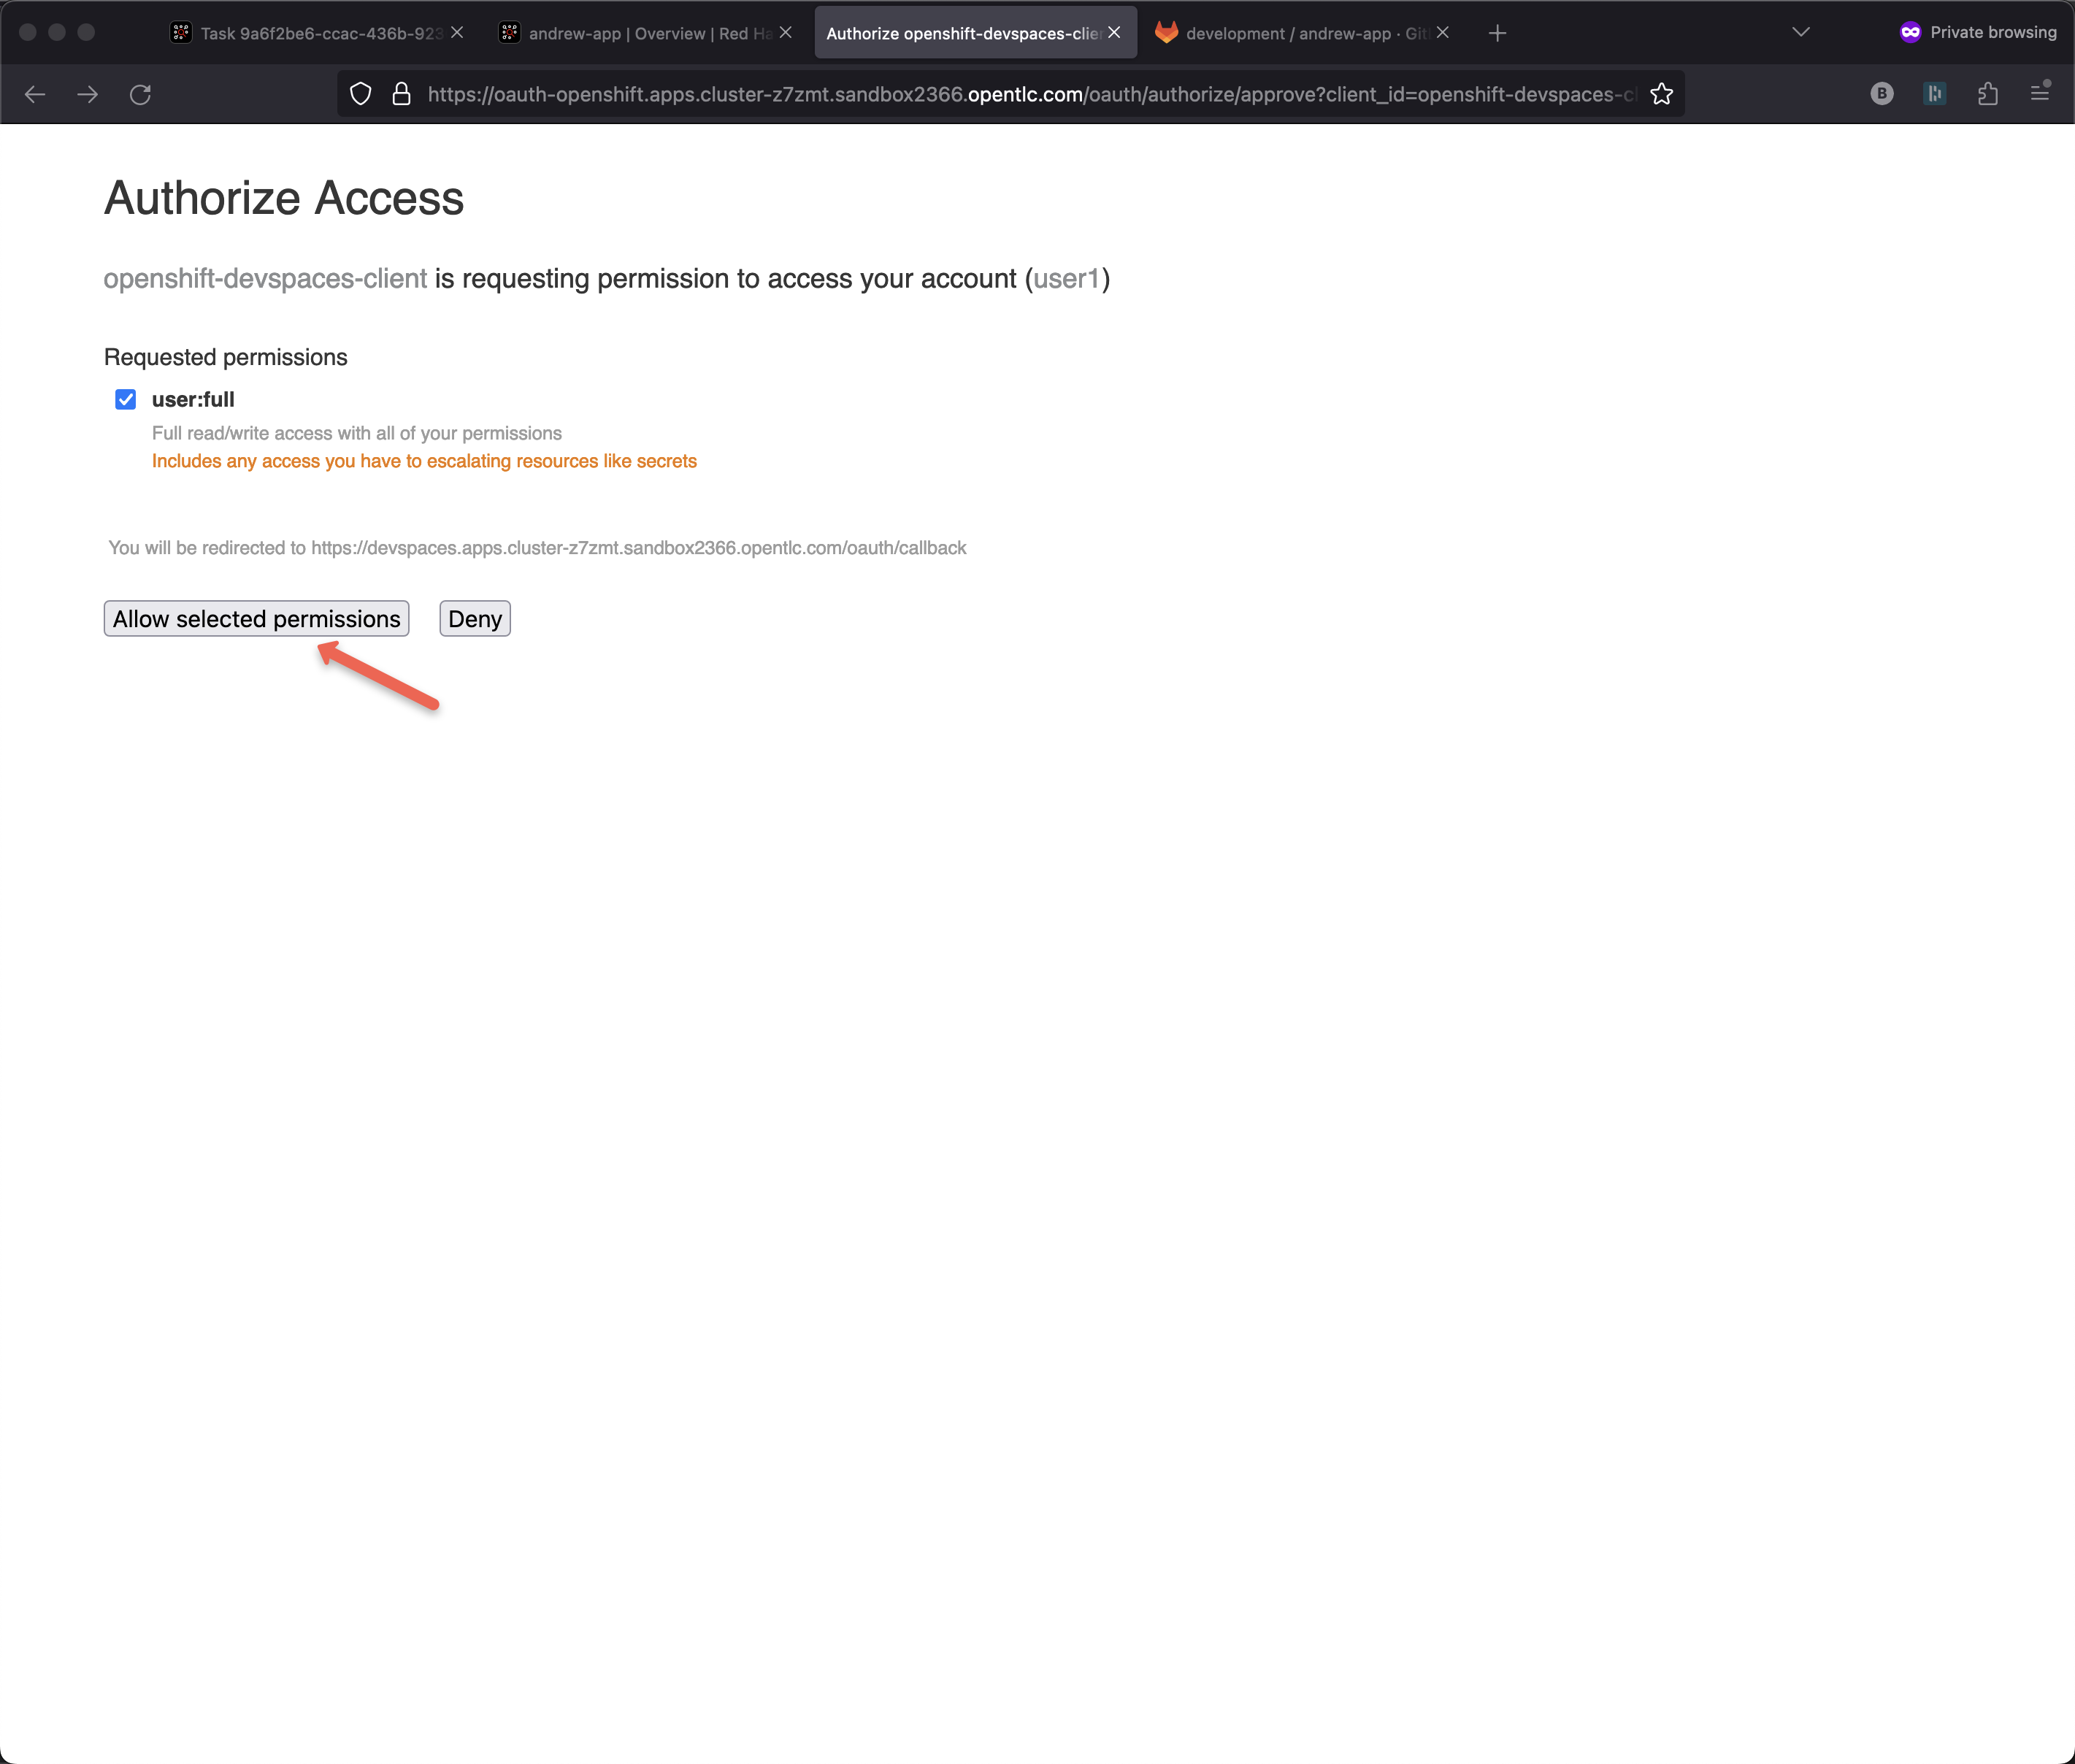 Task 9a6f2be6-ccac-436b-923
andrew-app | Overview | Red Ha
Authorize openshift-devspaces-clie
development / andrew-app · Git
Private browsing
https://oauth-openshift.apps.cluster-z7zmt.sandbox2366.opentlc.com/oauth/authorize/approve?client_id=openshift-devspaces-cl
B
Authorize Access
openshift-devspaces-client is requesting permission to access your account (user1)
Requested permissions
user:full
Full read/write access with all of your permissions
Includes any access you have to escalating resources like secrets
You will be redirected to https://devspaces.apps.cluster-z7zmt.sandbox2366.opentlc.com/oauth/callback
Allow selected permissions
Deny